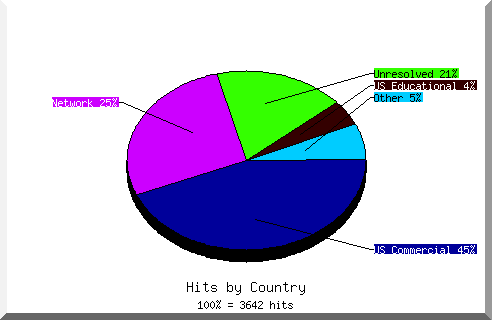 Unresolved 21%
US Educational 4%
Network 25%
Other 5%
US Commercial 45%
Hits by Country
100% = 3642 hits